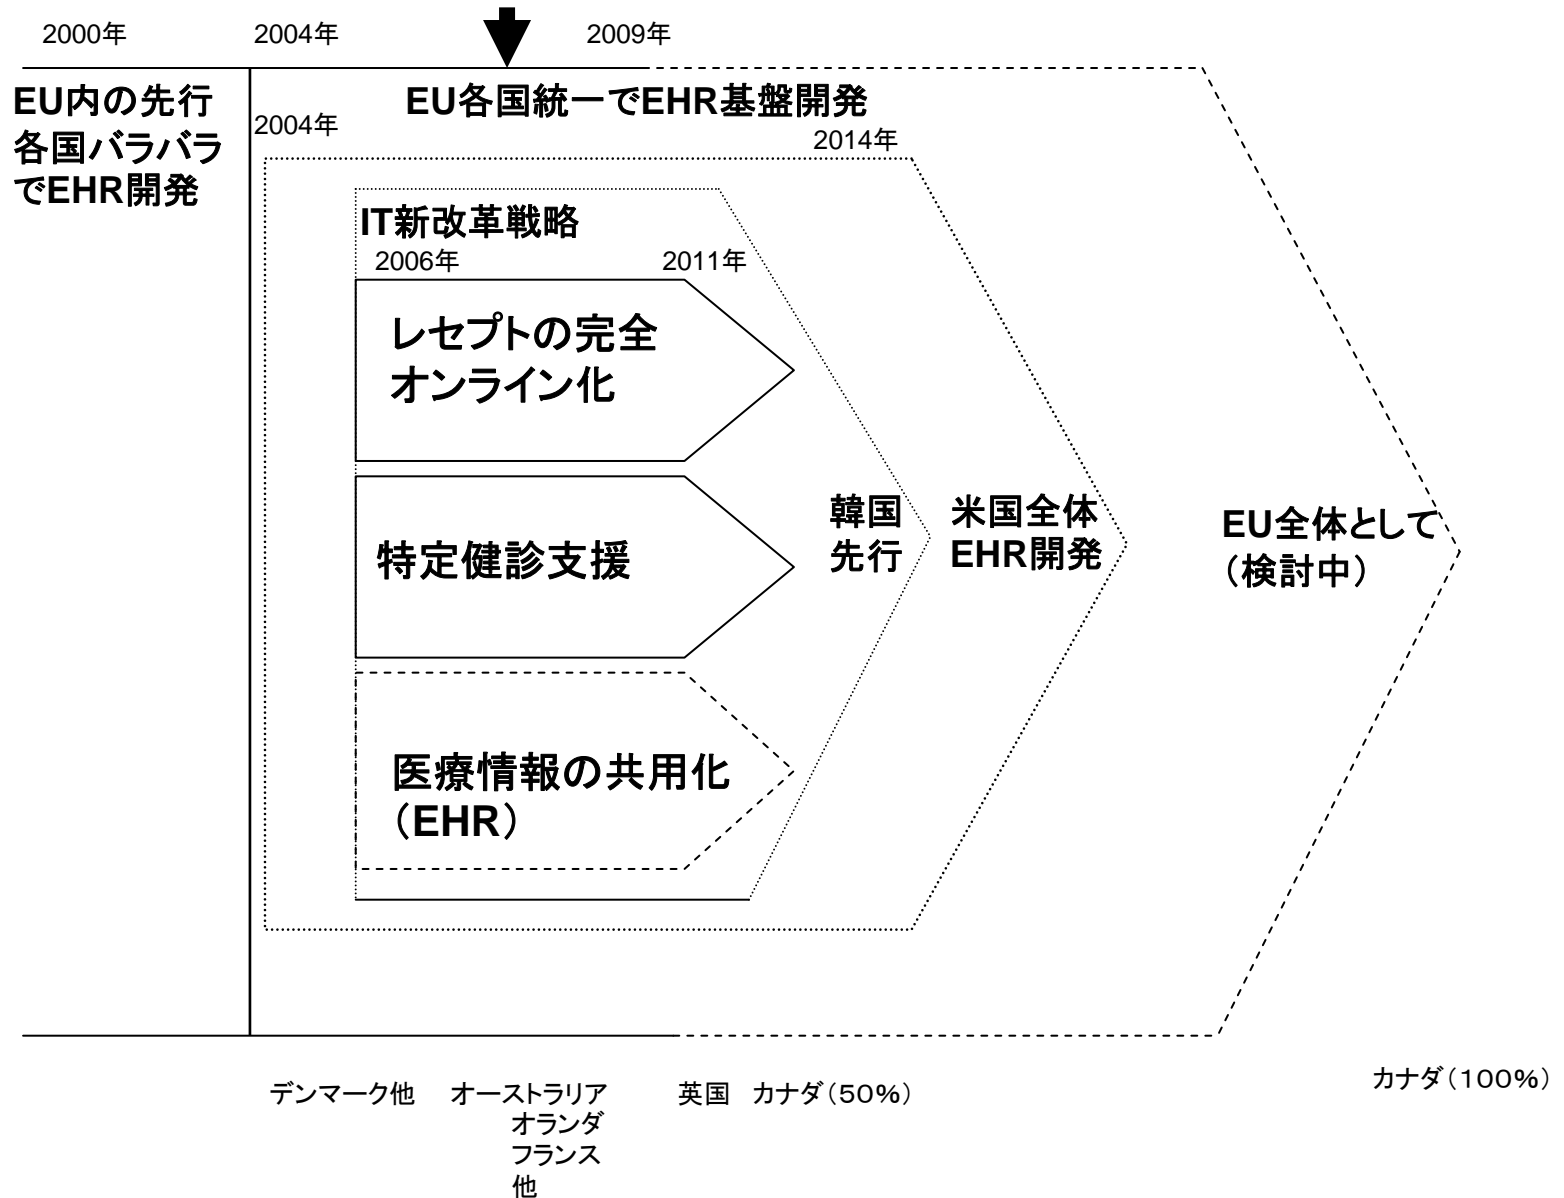 2000年
2004年
2009年
EU内の先行
各国バラバラ
でEHR開発
EU各国統一でEHR基盤開発
2004年
2014年
IT新改革戦略
2006年
2011年
レセプトの完全
オンライン化
特定健診支援
医療情報の共用化
（EHR）
韓国
先行
米国全体
EHR開発
EU全体として
（検討中）
デンマーク他
オーストラリア
オランダ
フランス
他
英国
カナダ（50%）
カナダ（100%）